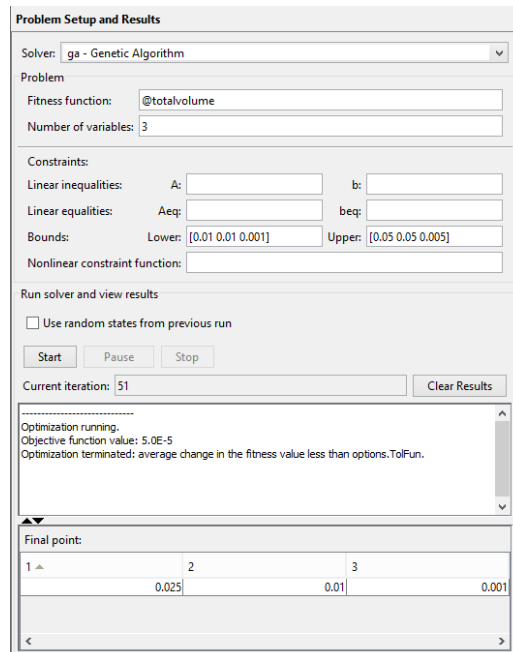 Problem Setup and Results
Solver: ga - Genetic Algorithm
Problem
Fitness function: @totalvolume
Number of variables: 3
Constraints:
Linear inequalities: A: b:
Linear equalities: Aeq: beq:
Bounds: Lower: [0.01 0.01 0.001] Upper: [0.05 0.05 0.005]
Nonlinear constraint function:
Run solver and view results
Use random states from previous run
Start Pause Stop
Current iteration: 51 Clear Results
----------------------------
Optimization running.
Objective function value: 5.0E-5
Optimization terminated: average change in the fitness value less than options.TolFun.
Final point:
1 2 3
0.025 0.01 0.001